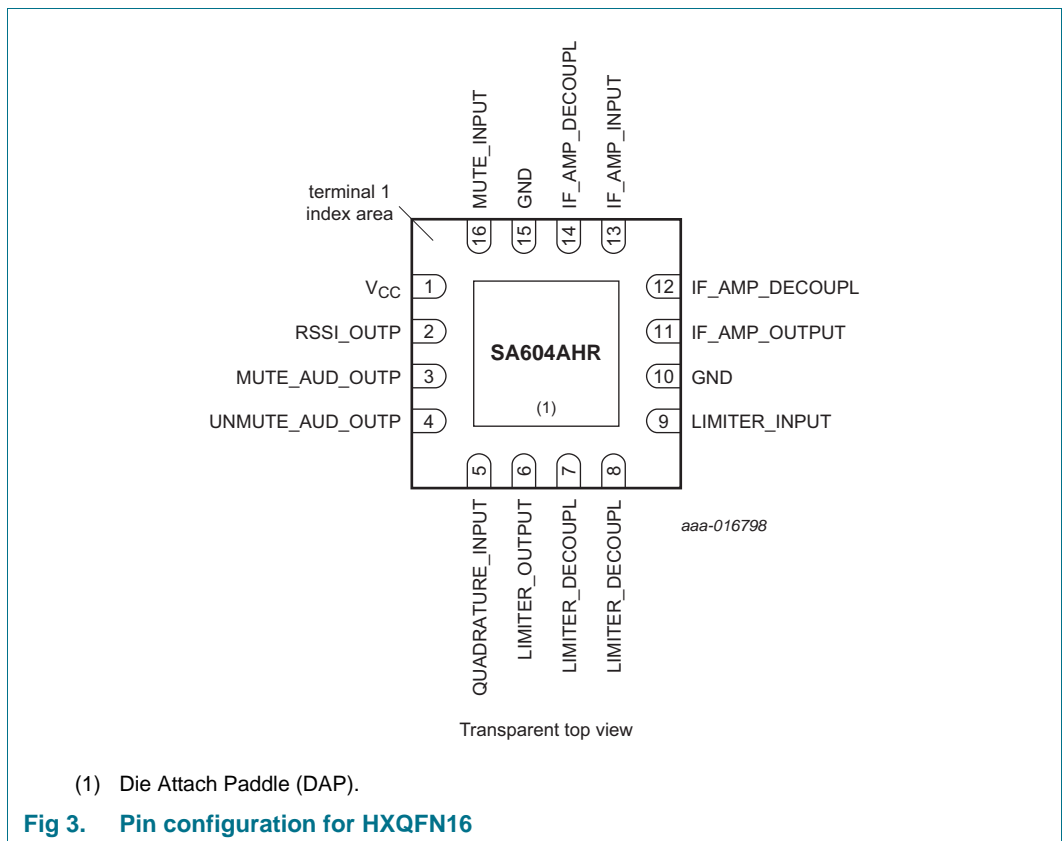 MUTE_INPUT
GND
IF_AMP_DECOUPL
IF_AMP_INPUT
terminal 1
index area
16
15
14
13
VCC
1
RSSI_OUTP
2
MUTE_AUD_OUTP
3
UNMUTE_AUD_OUTP
4
SA604AHR
(1)
12
IF_AMP_DECOUPL
11
IF_AMP_OUTPUT
10
GND
9
LIMITER_INPUT
5
6
7
8
QUADRATURE_INPUT
LIMITER_OUTPUT
LIMITER_DECOUPL
LIMITER_DECOUPL
aaa-016798
Transparent top view
(1) Die Attach Paddle (DAP).
Fig 3. Pin configuration for HXQFN16